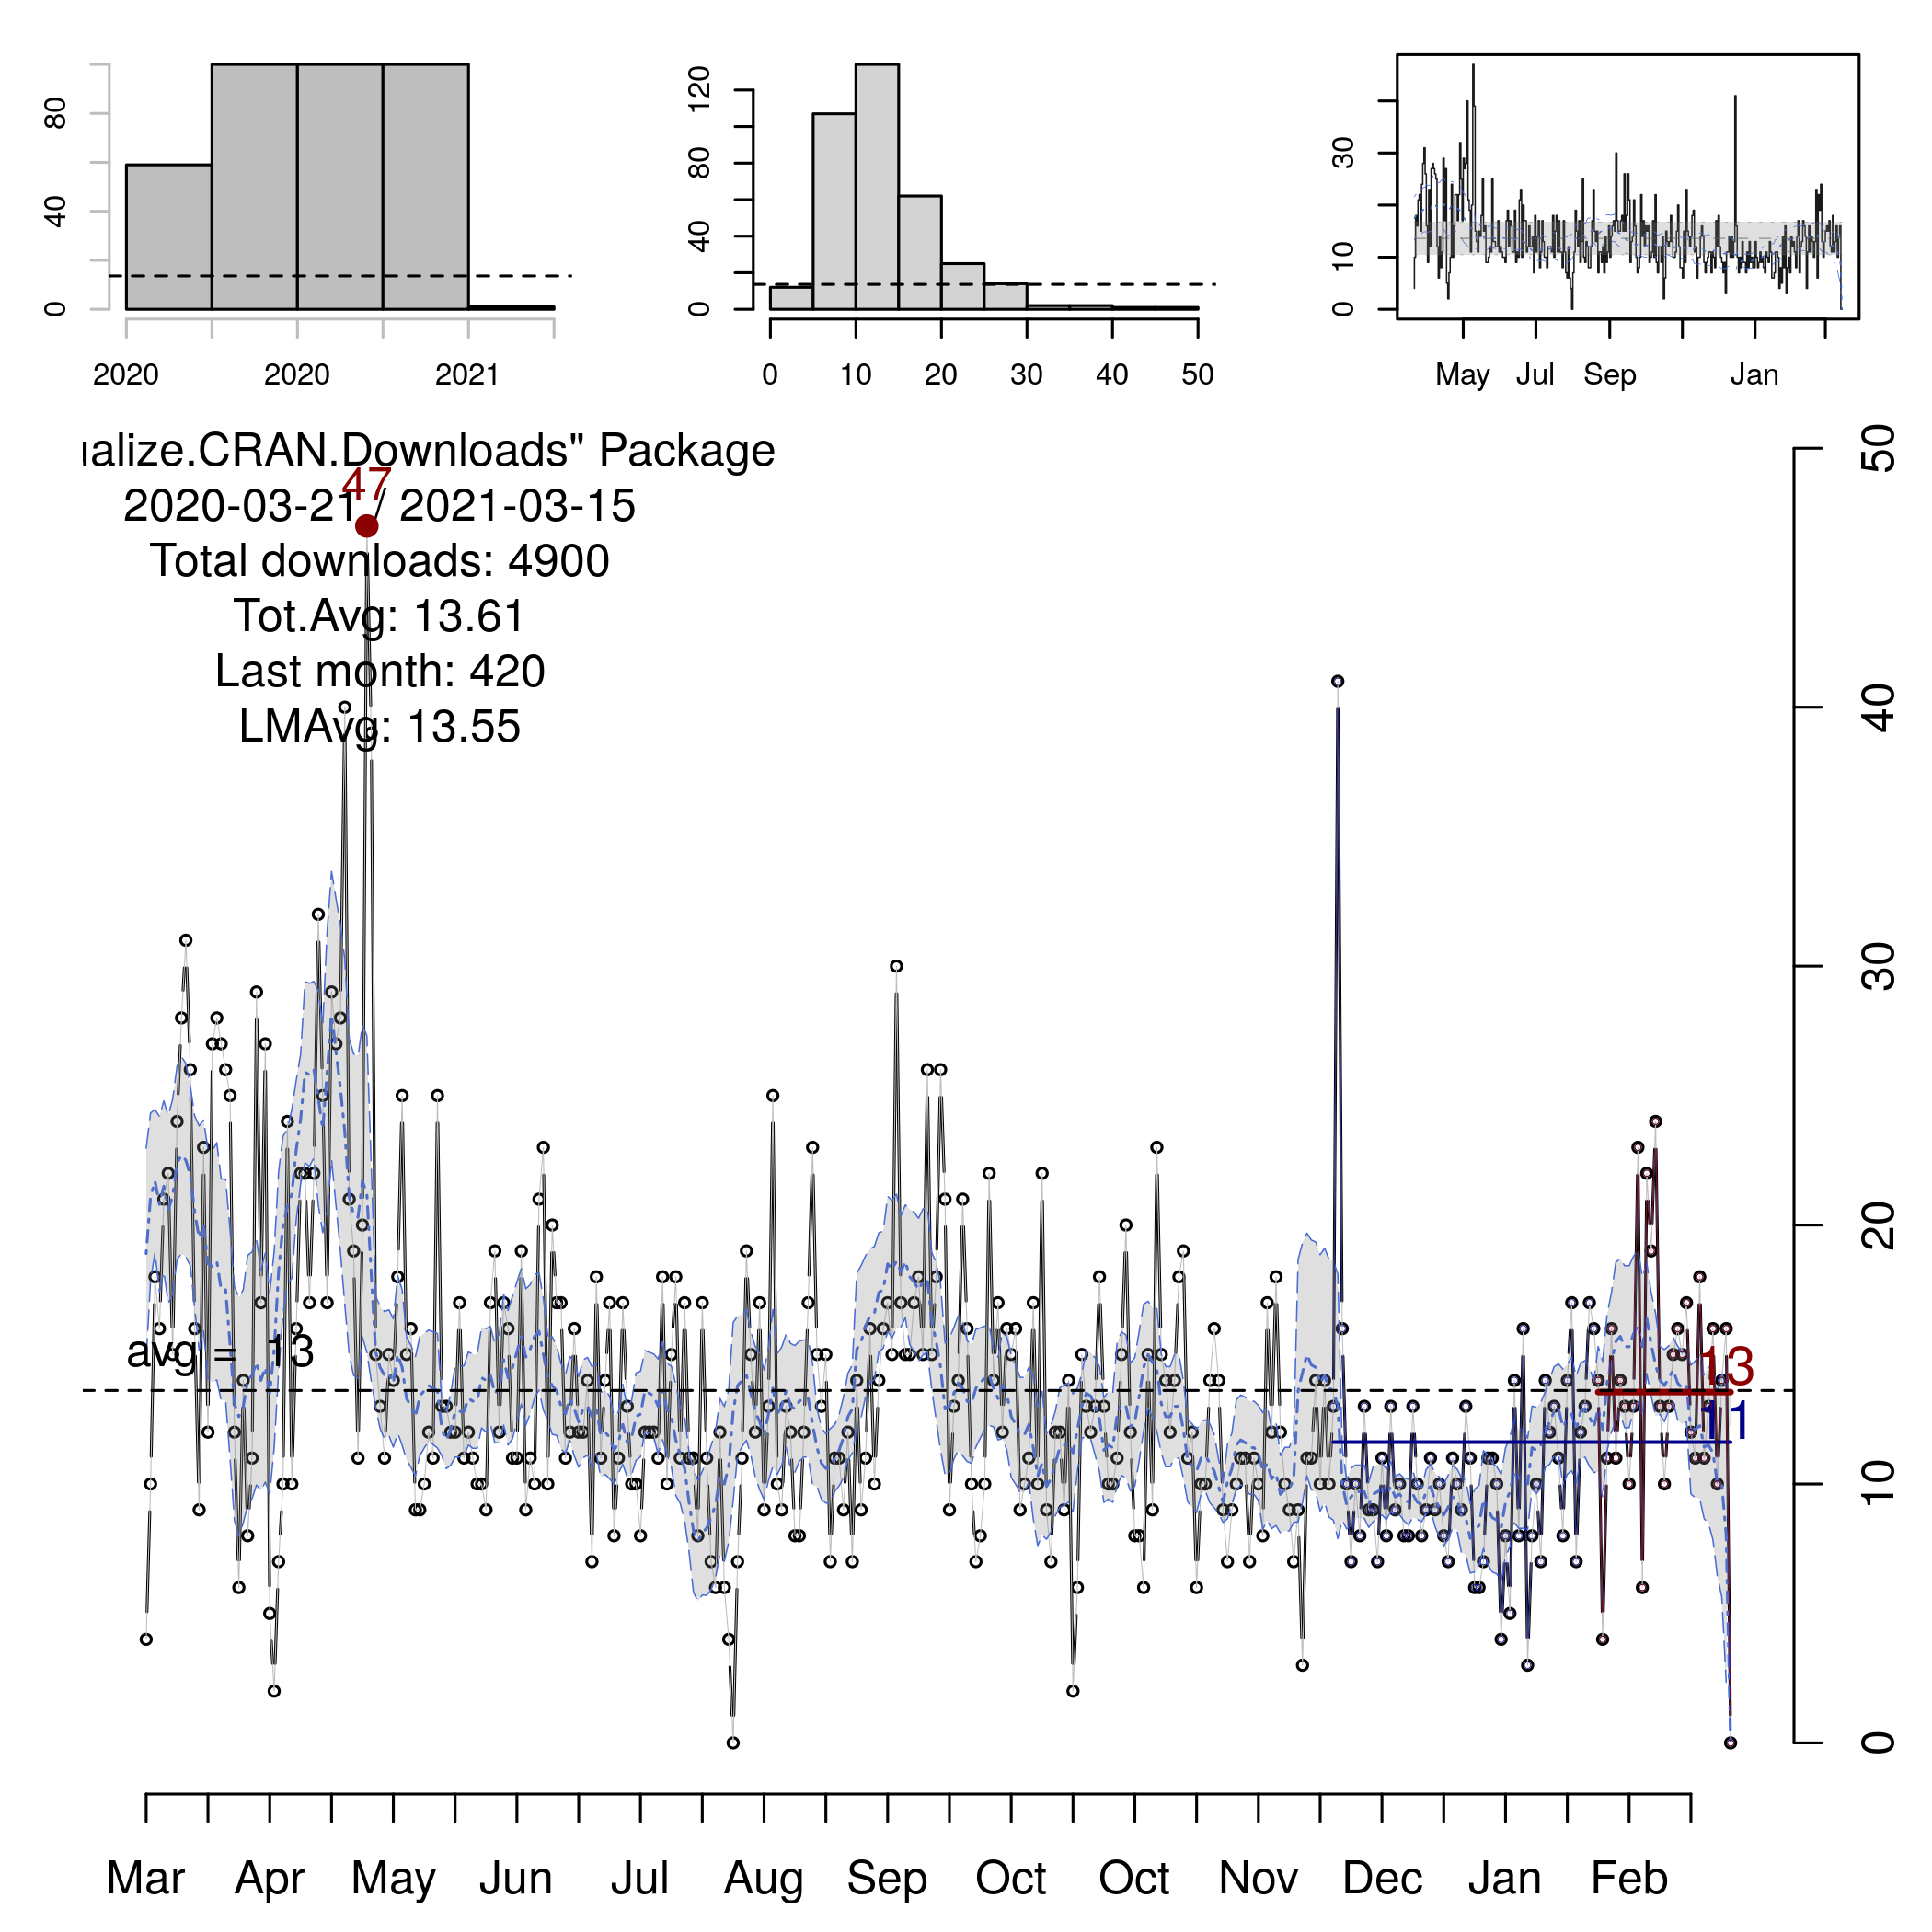 80
40
0
2020 2020 2021
120
80
40
0
0 10 20 30 40 50
30
10
0
May Jul Sep Jan
alize.CRAN.Downloads" Package
47
2020-03-21 / 2021-03-15
Total downloads: 4900
Tot.Avg: 13.61
Last month: 420
LMAvg: 13.55
avg = 13
13
11
50
40
30
20
10
0
Mar Apr May Jun Jul Aug Sep Oct Oct Nov Dec Jan Feb